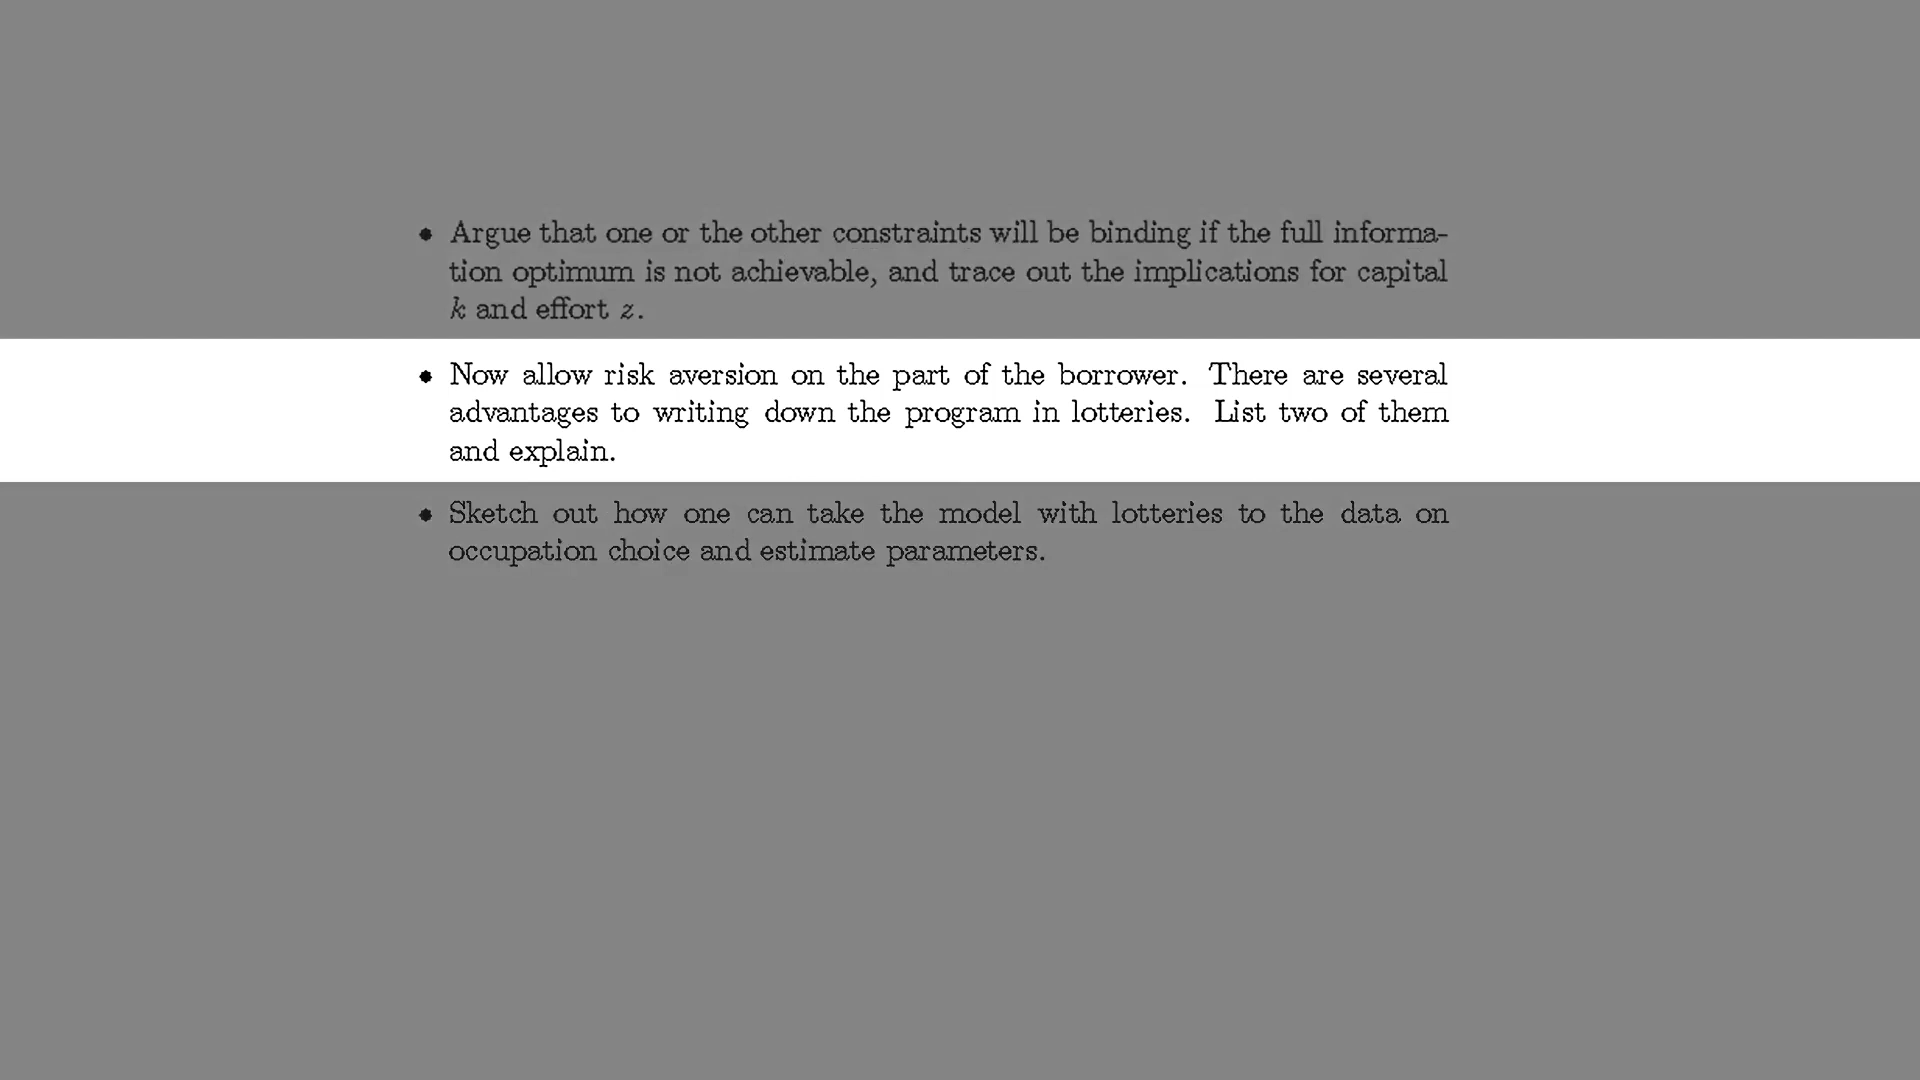 • Argue that one or the other constraints will be binding if the full informa-
tion optimum is not achievable, and trace out the implications for capital
k and effort z.
• Now allow risk aversion on the part of the borrower. There are several
advantages to writing down the program in lotteries. List two of them
and explain.
• Sketch out how one can take the model with lotteries to the data on
occupation choice and estimate parameters.